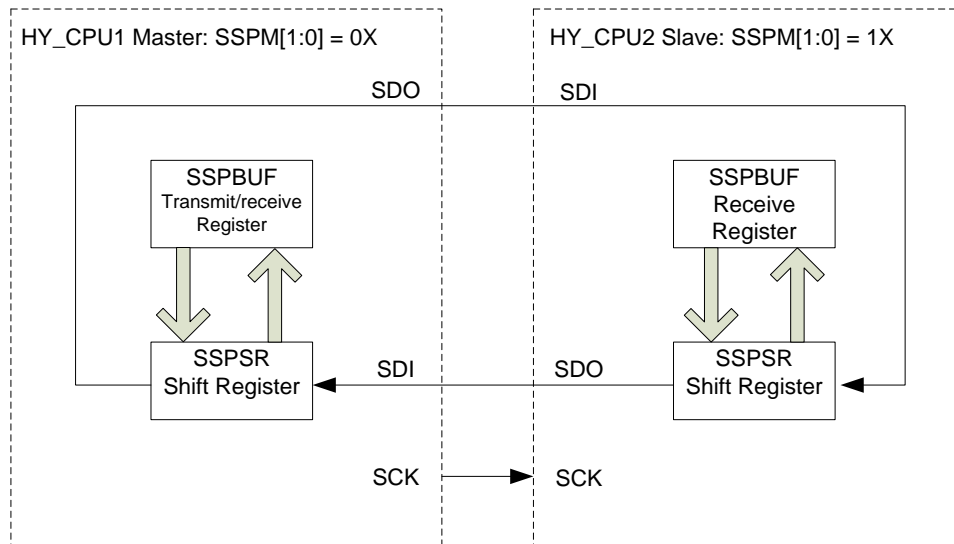 HY_CPU1 Master: SSPM[1:0] = 0X
HY_CPU2 Slave: SSPM[1:0] = 1X
SDO
SDI
SSPBUF
Transmit/receive
Register
SSPBUF
Receive
Register
SSPSR
Shift Register
SDI
SDO
SSPSR
Shift Register
SCK
SCK